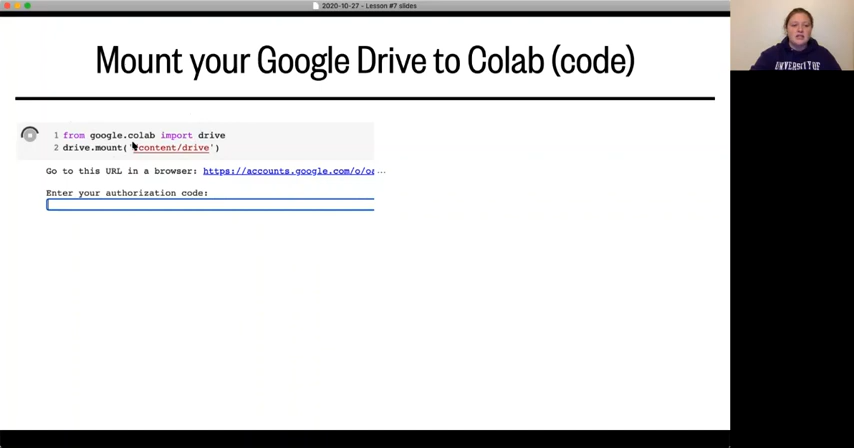 2020-10-27 - Lesson #7 slides
Mount your Google Drive to Colab (code)
1 from google.colab import drive
2 drive.mount('/content/drive')
Go to this URL in a browser: https://accounts.google.com/o/oa...
Enter your authorization code:
UNIVERSITY OF